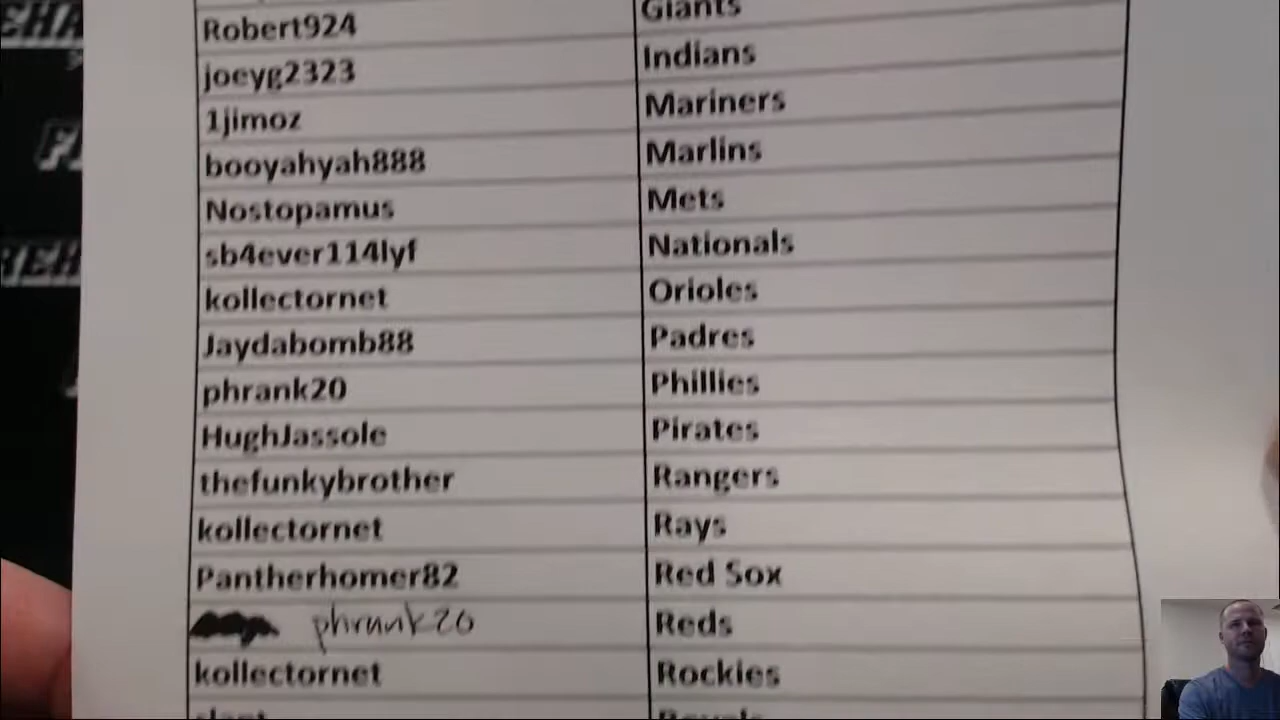 Robert924 Giants
joeyg2323 Indians
1jimoz Mariners
booyahyah888 Marlins
Nostopamus Mets
sb4ever114lyf Nationals
kollectornet Orioles
Jaydabomb88 Padres
phrank20 Phillies
HughJassole Pirates
thefunkybrother Rangers
kollectornet Rays
Pantherhomer82 Red Sox
phrank20 Reds
kollectornet Rockies
Royals